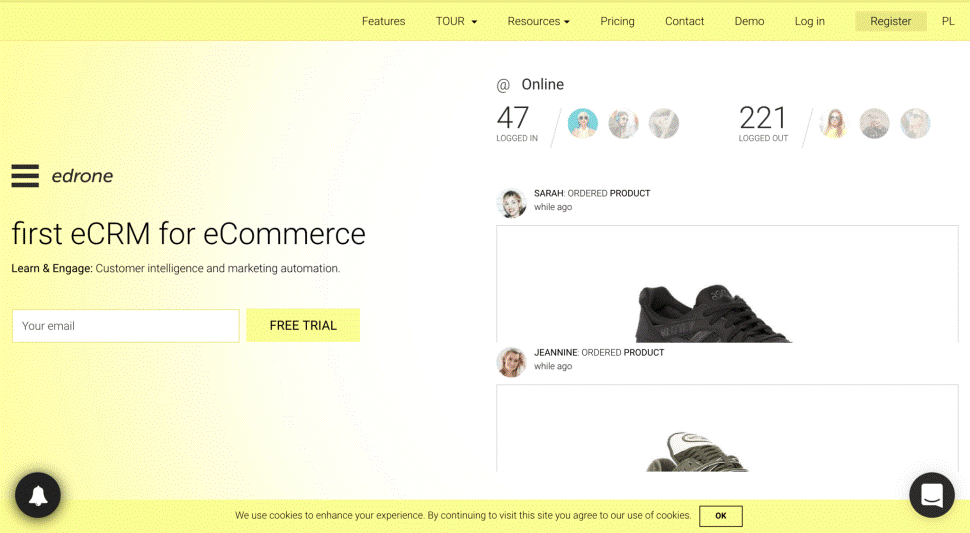 Features TOUR Resources Pricing Contact Demo Log in Register PL
@ Online
47 221
LOGGED IN LOGGED OUT
edrone
first eCRM for eCommerce
Learn & Engage: Customer intelligence and marketing automation.
Your email FREE TRIAL
SARAH: ORDERED PRODUCT
while ago
JEANNINE: ORDERED PRODUCT
while ago
We use cookies to enhance your experience. By continuing to visit this site you agree to our use of cookies. OK